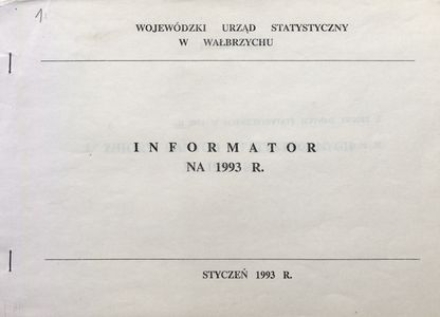 1.
WOJEWÓDZKI URZĄD STATYSTYCZNY
W WAŁBRZYCHU
INFORMATOR
NA 1993 R.
STYCZEŃ 1993 R.